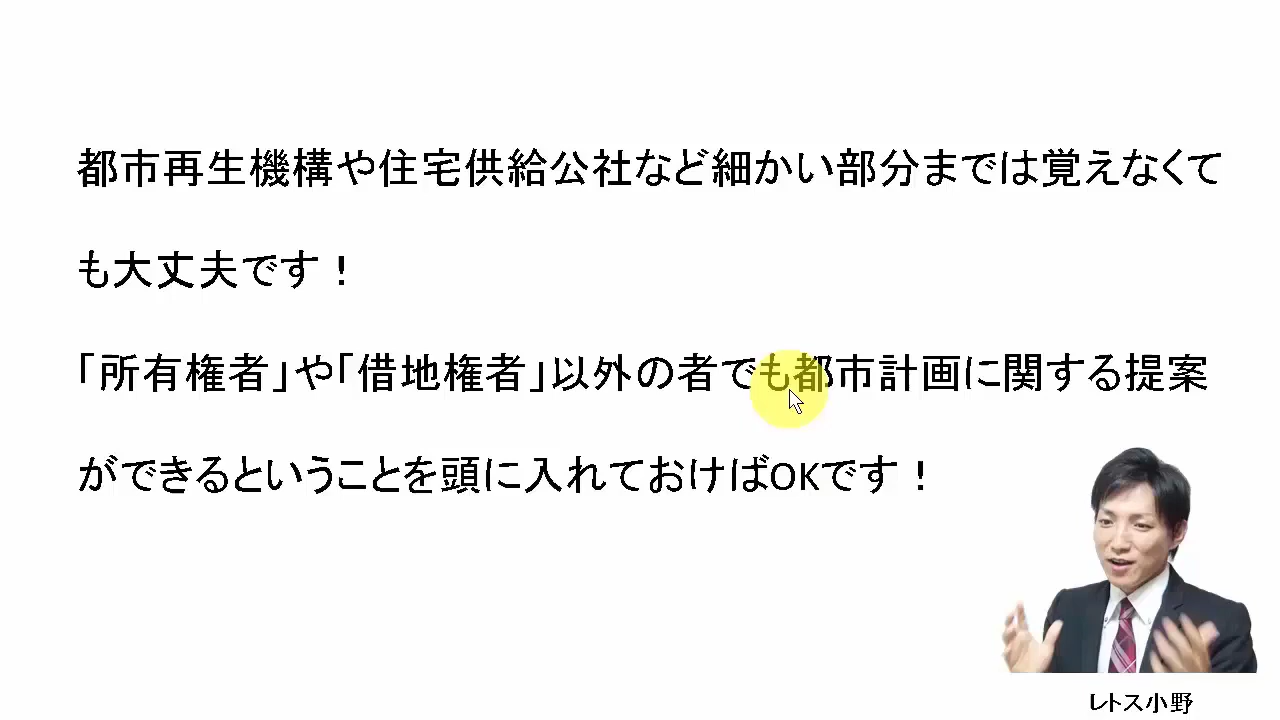 都市再生機構や住宅供給公社など細かい部分までは覚えなくて
も大丈夫です！
「所有権者」や「借地権者」以外の者でも都市計画に関する提案
ができるということを頭に入れておけばOKです！
レトス小野